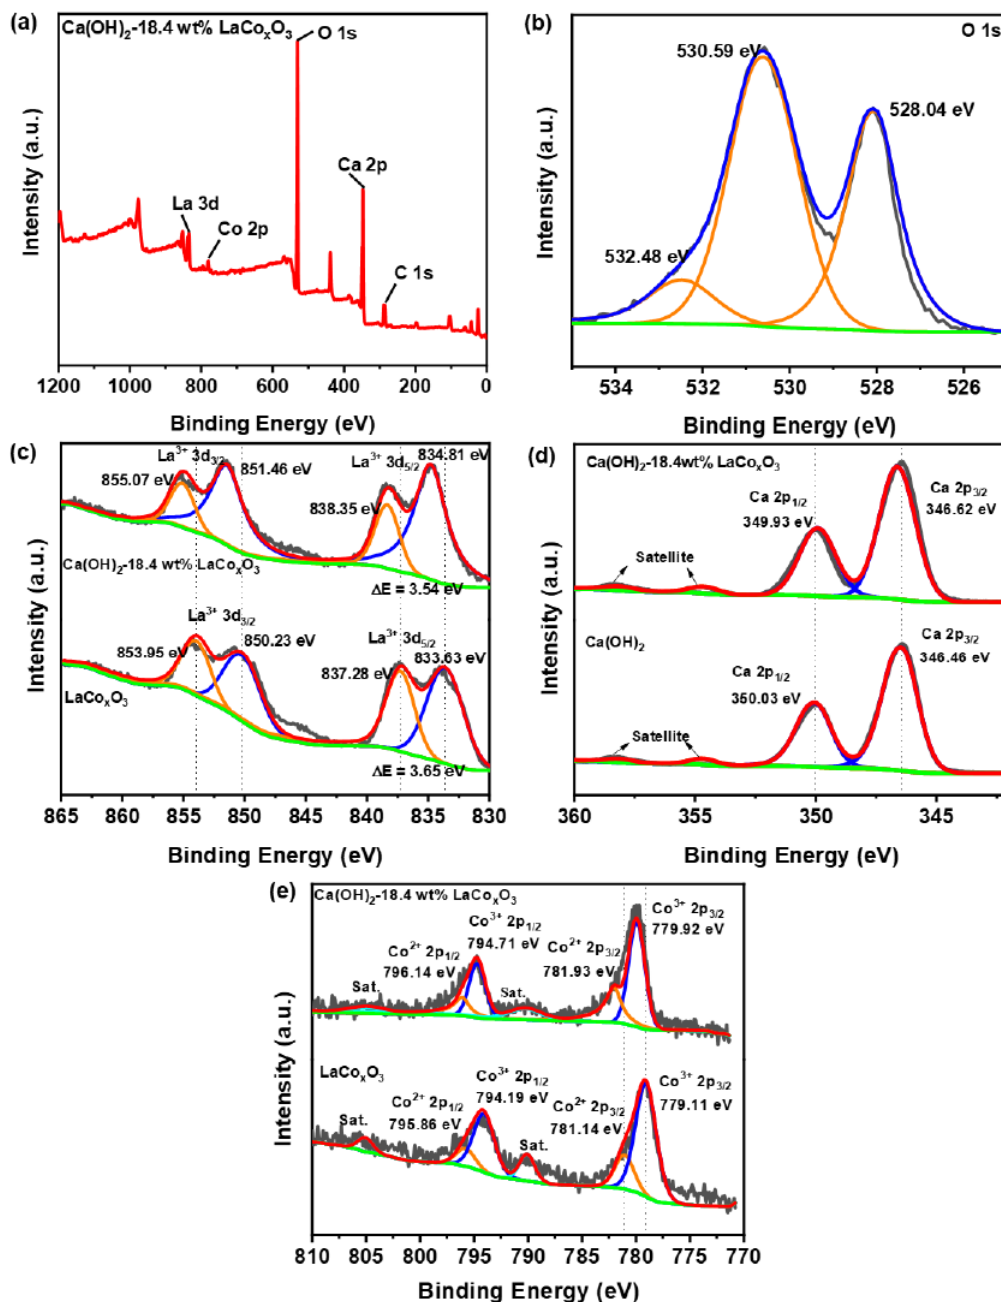 (a)
Ca(OH)₂-18.4 wt% LaCoₓO₃
O 1s
Ca 2p
La 3d
Co 2p
C 1s
Intensity (a.u.)
1200 1000 800 600 400 200 0
Binding Energy (eV)
(b)
O 1s
530.59 eV
528.04 eV
532.48 eV
Intensity (a.u.)
534 532 530 528 526
Binding Energy (eV)
(c)
La³⁺ 3d₃/₂
855.07 eV
851.46 eV
La³⁺ 3d₅/₂
834.81 eV
838.35 eV
Ca(OH)₂-18.4 wt% LaCoₓO₃
ΔE = 3.54 eV
La³⁺ 3d₃/₂
853.95 eV
850.23 eV
La³⁺ 3d₅/₂
833.63 eV
837.28 eV
LaCoₓO₃
ΔE = 3.65 eV
Intensity (a.u.)
865 860 855 850 845 840 835 830
Binding Energy (eV)
(d)
Ca(OH)₂-18.4wt% LaCoₓO₃
Ca 2p₁/₂
349.93 eV
Ca 2p₃/₂
346.62 eV
Satellite
Ca(OH)₂
Ca 2p₁/₂
350.03 eV
Ca 2p₃/₂
346.46 eV
Satellite
Intensity (a.u.)
360 355 350 345
Binding Energy (eV)
(e)
Ca(OH)₂-18.4 wt% LaCoₓO₃
Co³⁺ 2p₁/₂
794.71 eV
Co²⁺ 2p₁/₂
796.14 eV
Co²⁺ 2p₃/₂
781.93 eV
Co³⁺ 2p₃/₂
779.92 eV
Sat.
Sat.
LaCoₓO₃
Co³⁺ 2p₁/₂
794.19 eV
Co²⁺ 2p₁/₂
795.86 eV
Co²⁺ 2p₃/₂
781.14 eV
Co³⁺ 2p₃/₂
779.11 eV
Sat.
Sat.
Intensity (a.u.)
810 805 800 795 790 785 780 775 770
Binding Energy (eV)